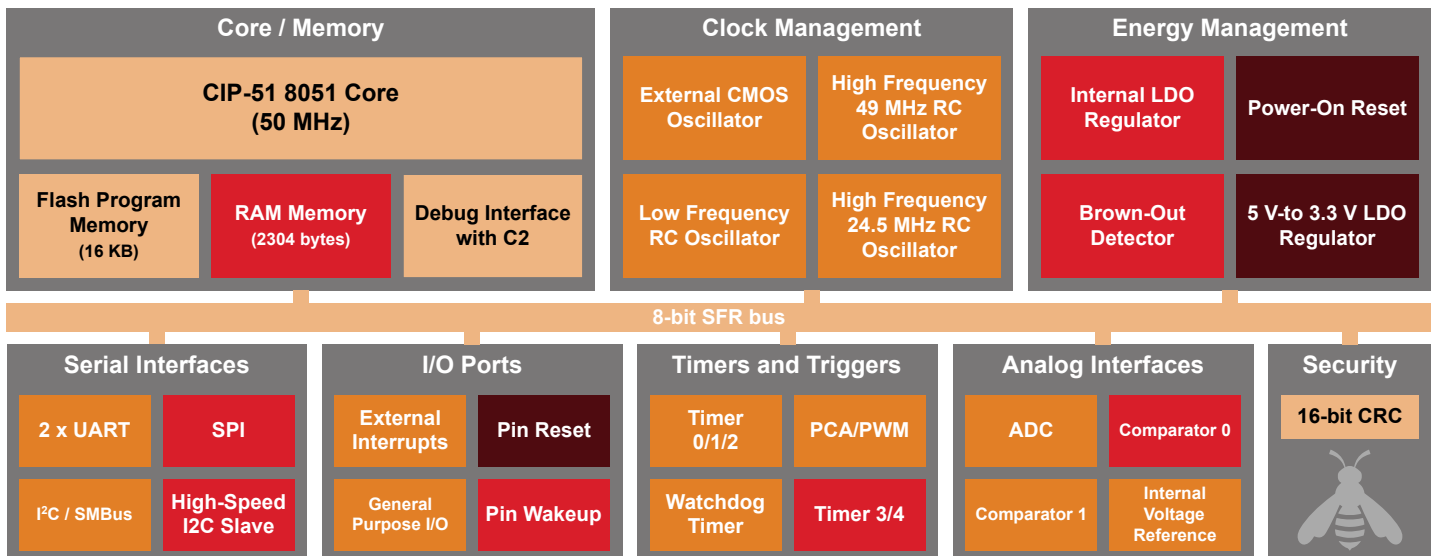 Core / Memory
CIP-51 8051 Core
(50 MHz)
Flash Program
Memory
(16 KB)
RAM Memory
(2304 bytes)
Debug Interface
with C2
Clock Management
External CMOS
Oscillator
High Frequency
49 MHz RC
Oscillator
Low Frequency
RC Oscillator
High Frequency
24.5 MHz RC
Oscillator
Energy Management
Internal LDO
Regulator
Power-On Reset
Brown-Out
Detector
5 V-to 3.3 V LDO
Regulator
8-bit SFR bus
Serial Interfaces
2 x UART
SPI
I²C / SMBus
High-Speed
I2C Slave
I/O Ports
External
Interrupts
Pin Reset
General
Purpose I/O
Pin Wakeup
Timers and Triggers
Timer
0/1/2
PCA/PWM
Watchdog
Timer
Timer 3/4
Analog Interfaces
ADC
Comparator 0
Comparator 1
Internal
Voltage
Reference
Security
16-bit CRC